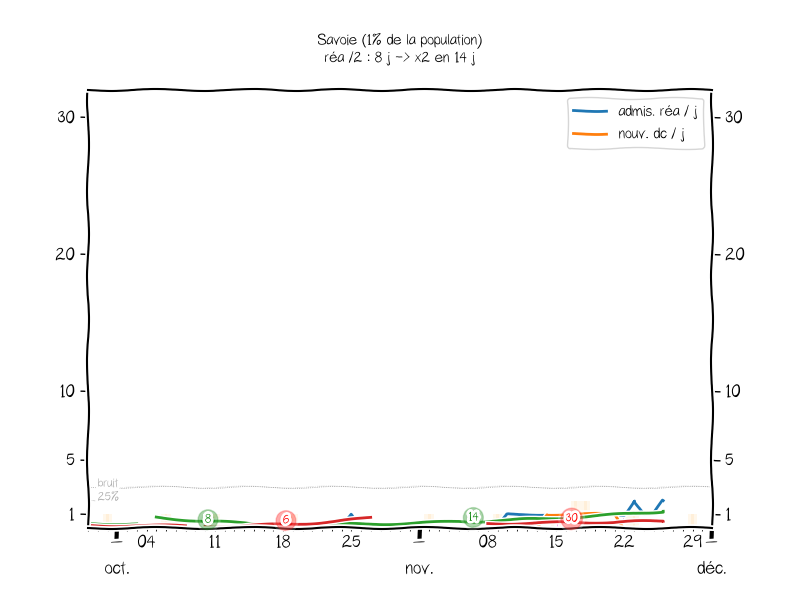 Savoie (1% de la population)
réa /2 : 8 j -> x2 en 14 j
admis. réa / j
nouv. dc / j
30 30
20 20
10 10
5 5
bruit
25%
1 1
8 6 14 30
04 11 18 25 08 15 22 29
oct. nov. déc.